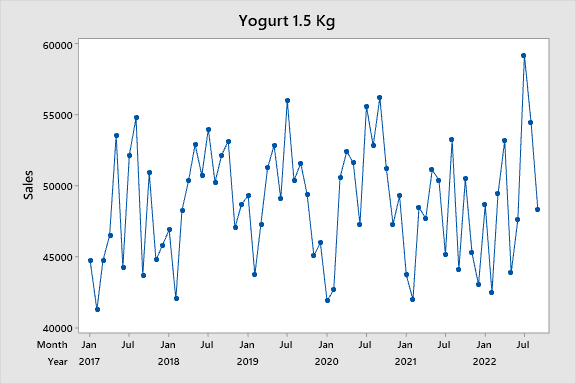 Yogurt 1.5 Kg
60000
55000
50000
45000
40000
Sales
Month Jan Jul Jan Jul Jan Jul Jan Jul Jan Jul Jan Jul
Year 2017 2018 2019 2020 2021 2022